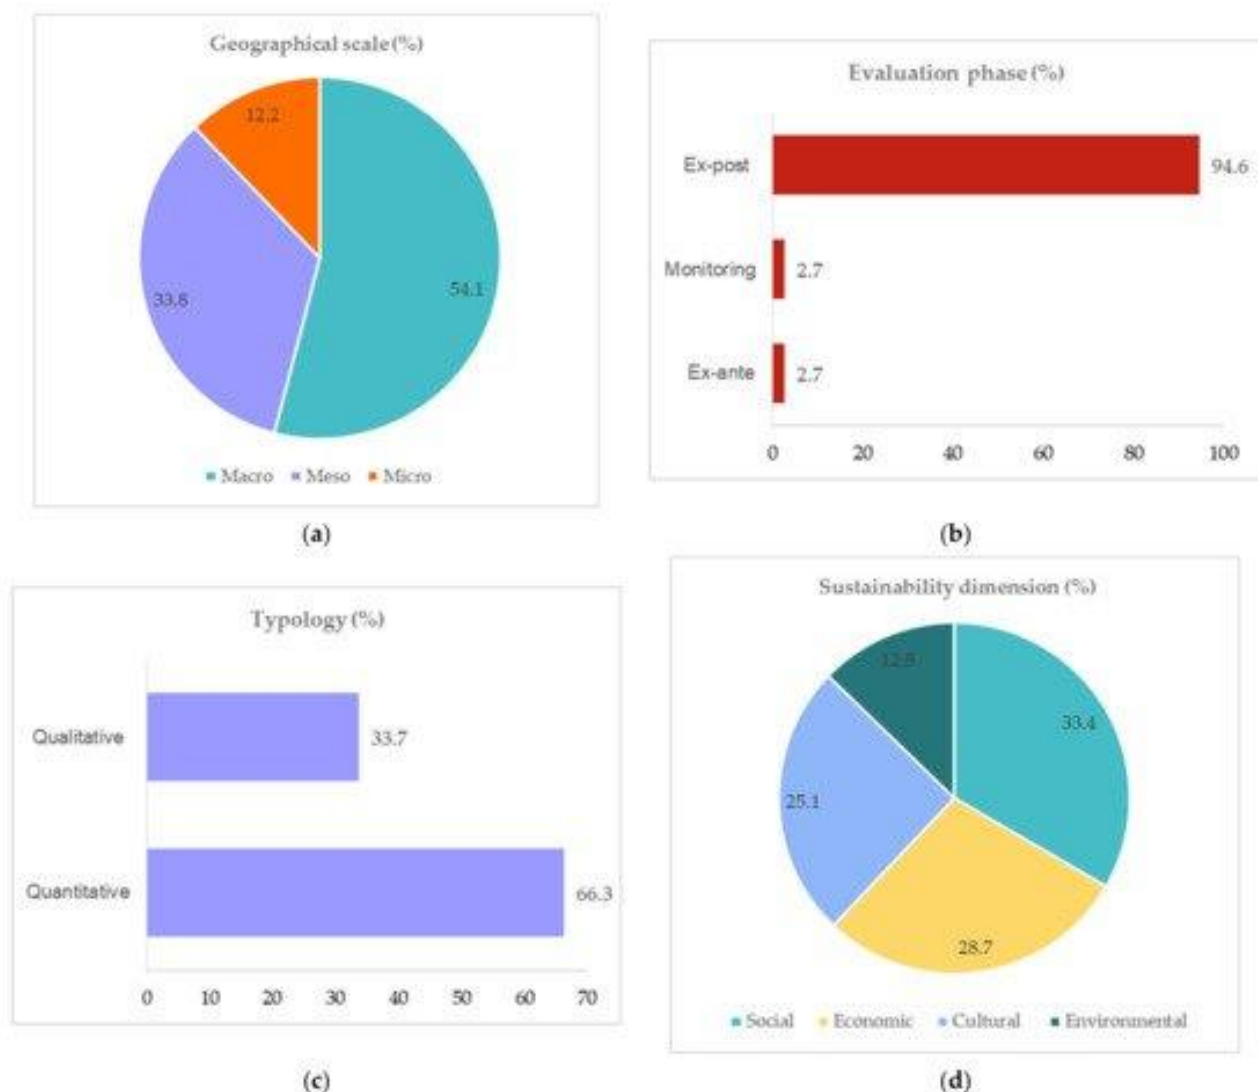 Geographical scale (%)
12.2
33.8
54.1
Macro Meso Micro
(a)
Evaluation phase (%)
Ex-post 94.6
Monitoring 2.7
Ex-ante 2.7
0 20 40 60 80 100
(b)
Typology (%)
Qualitative 33.7
Quantitative 66.3
0 10 20 30 40 50 60 70
(c)
Sustainability dimension (%)
33.4
25.1
28.7
Social Economic Cultural Environmental
(d)